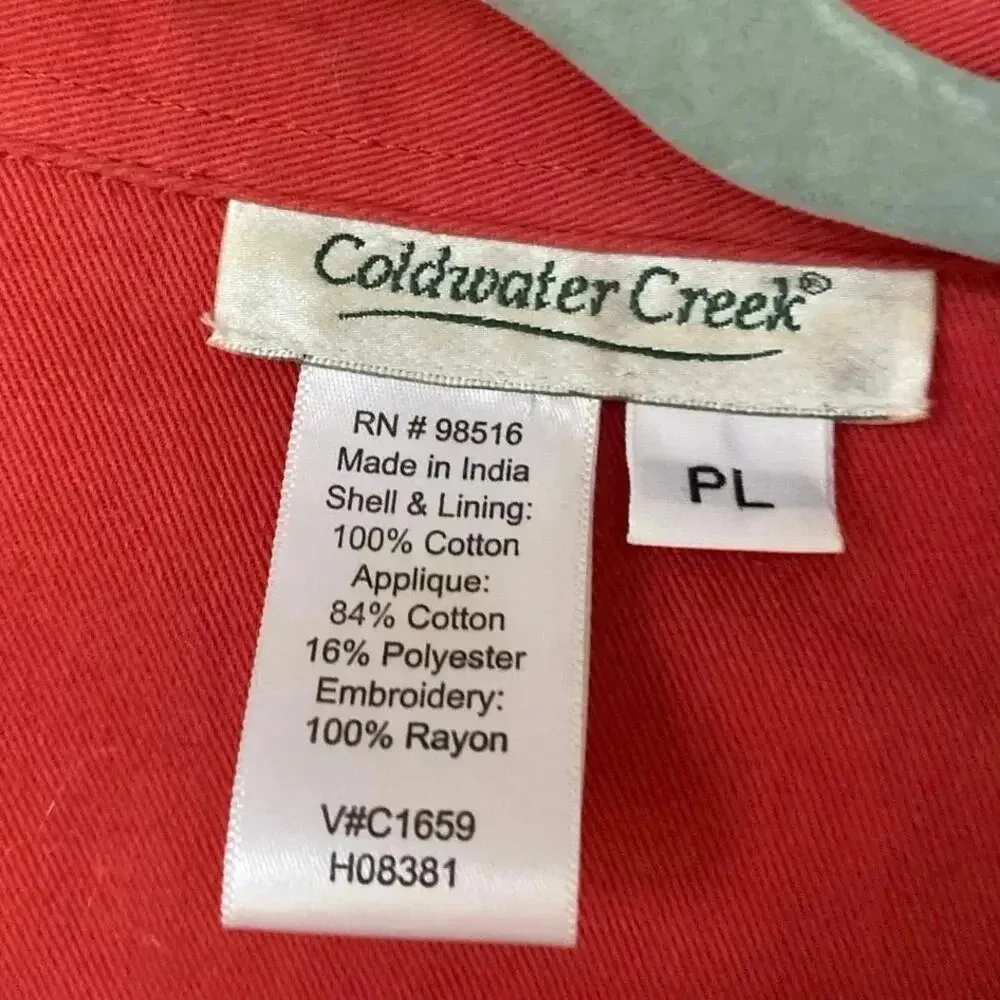 Coldwater Creek®
PL
RN # 98516
Made in India
Shell & Lining:
100% Cotton
Applique:
84% Cotton
16% Polyester
Embroidery:
100% Rayon
V#C1659
H08381